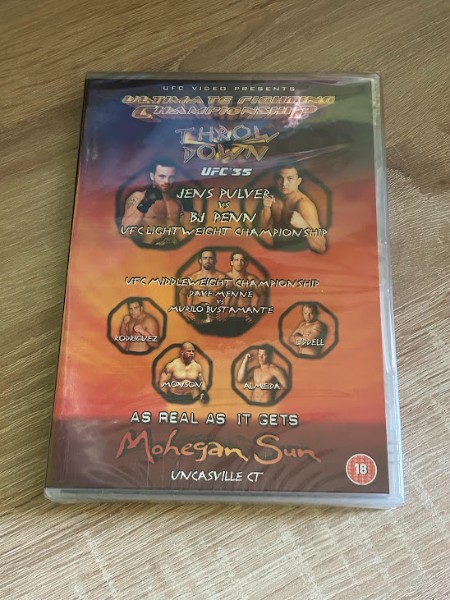 UFC VIDEO PRESENTS
ULTIMATE FIGHTING
CHAMPIONSHIP
THROW
DOWN
UFC 35
JENS PULVER
VS
BJ PENN
UFC LIGHTWEIGHT CHAMPIONSHIP
UFC MIDDLEWEIGHT CHAMPIONSHIP
DAVE MENNE
VS
MURILO BUSTAMANTE
RODRIGUEZ
LIDDELL
MONSON
ALMEIDA
AS REAL AS IT GETS
Mohegan Sun
UNCASVILLE CT
18